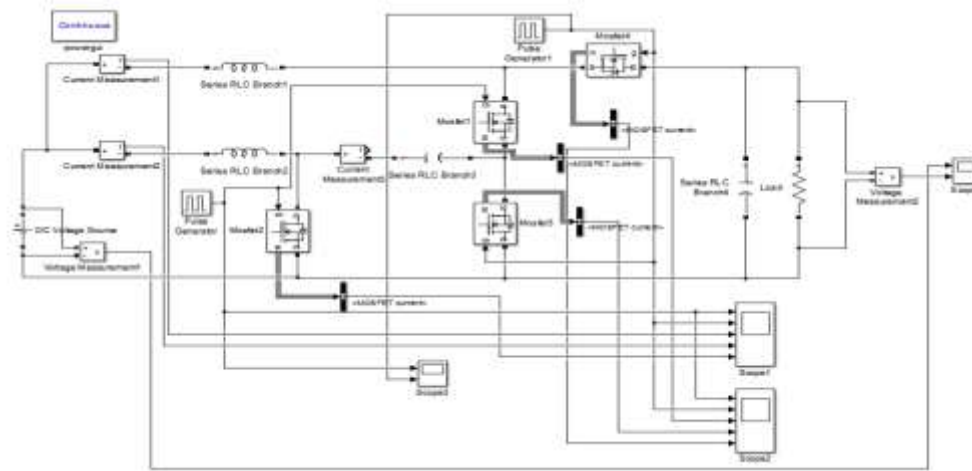 Continuous
powergui
Current Measurement1
Series RLC Branch1
Pulse
Generator1
Mosfet4
Mosfet1
<MOSFET current>
Current Measurement2
Series RLC Branch2
Current
Measurement3
Series RLC Branch3
<MOSFET current>
Series RLC
Branch4
Load
Voltage
Measurement2
Pulse
Generator
Mosfet2
Mosfet3
<MOSFET current>
DC Voltage Source
Voltage Measurement1
<MOSFET current>
Scope1
Scope3
Scope2